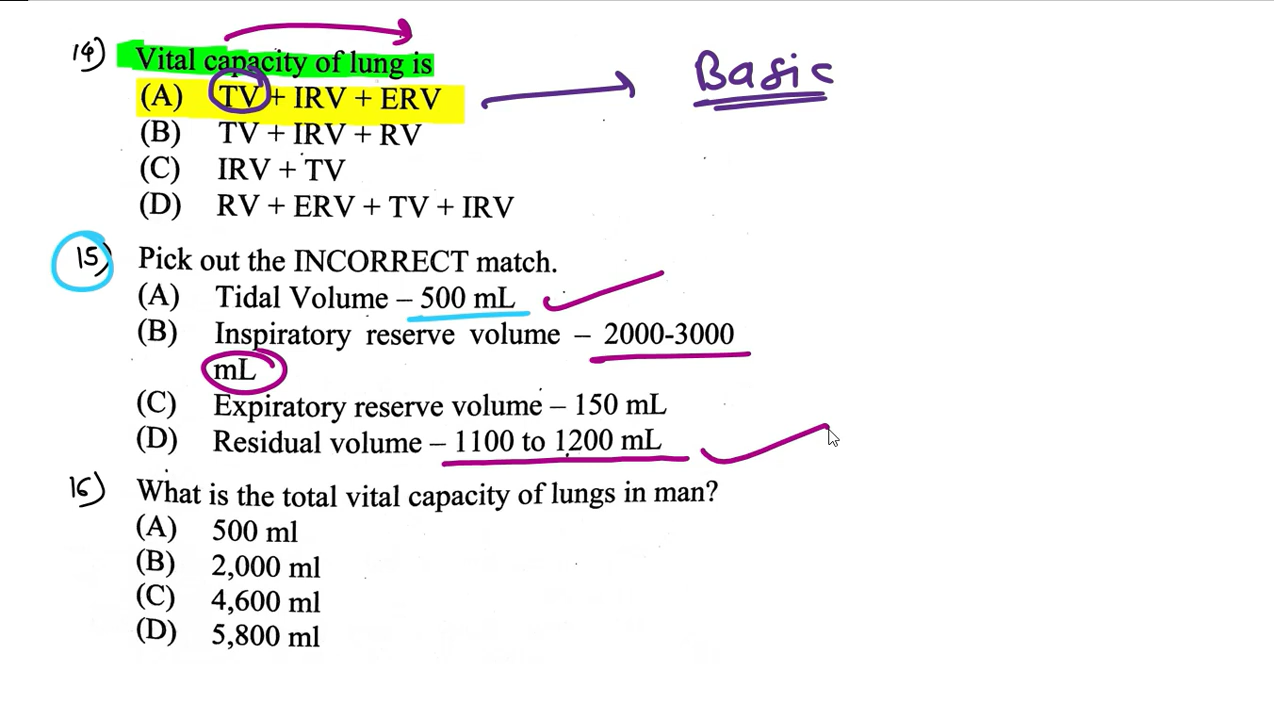 14) Vital capacity of lung is
(A) TV + IRV + ERV Basic
(B) TV + IRV + RV
(C) IRV + TV
(D) RV + ERV + TV + IRV
15) Pick out the INCORRECT match.
(A) Tidal Volume – 500 mL
(B) Inspiratory reserve volume – 2000-3000
mL
(C) Expiratory reserve volume – 150 mL
(D) Residual volume – 1100 to 1200 mL
16) What is the total vital capacity of lungs in man?
(A) 500 ml
(B) 2,000 ml
(C) 4,600 ml
(D) 5,800 ml